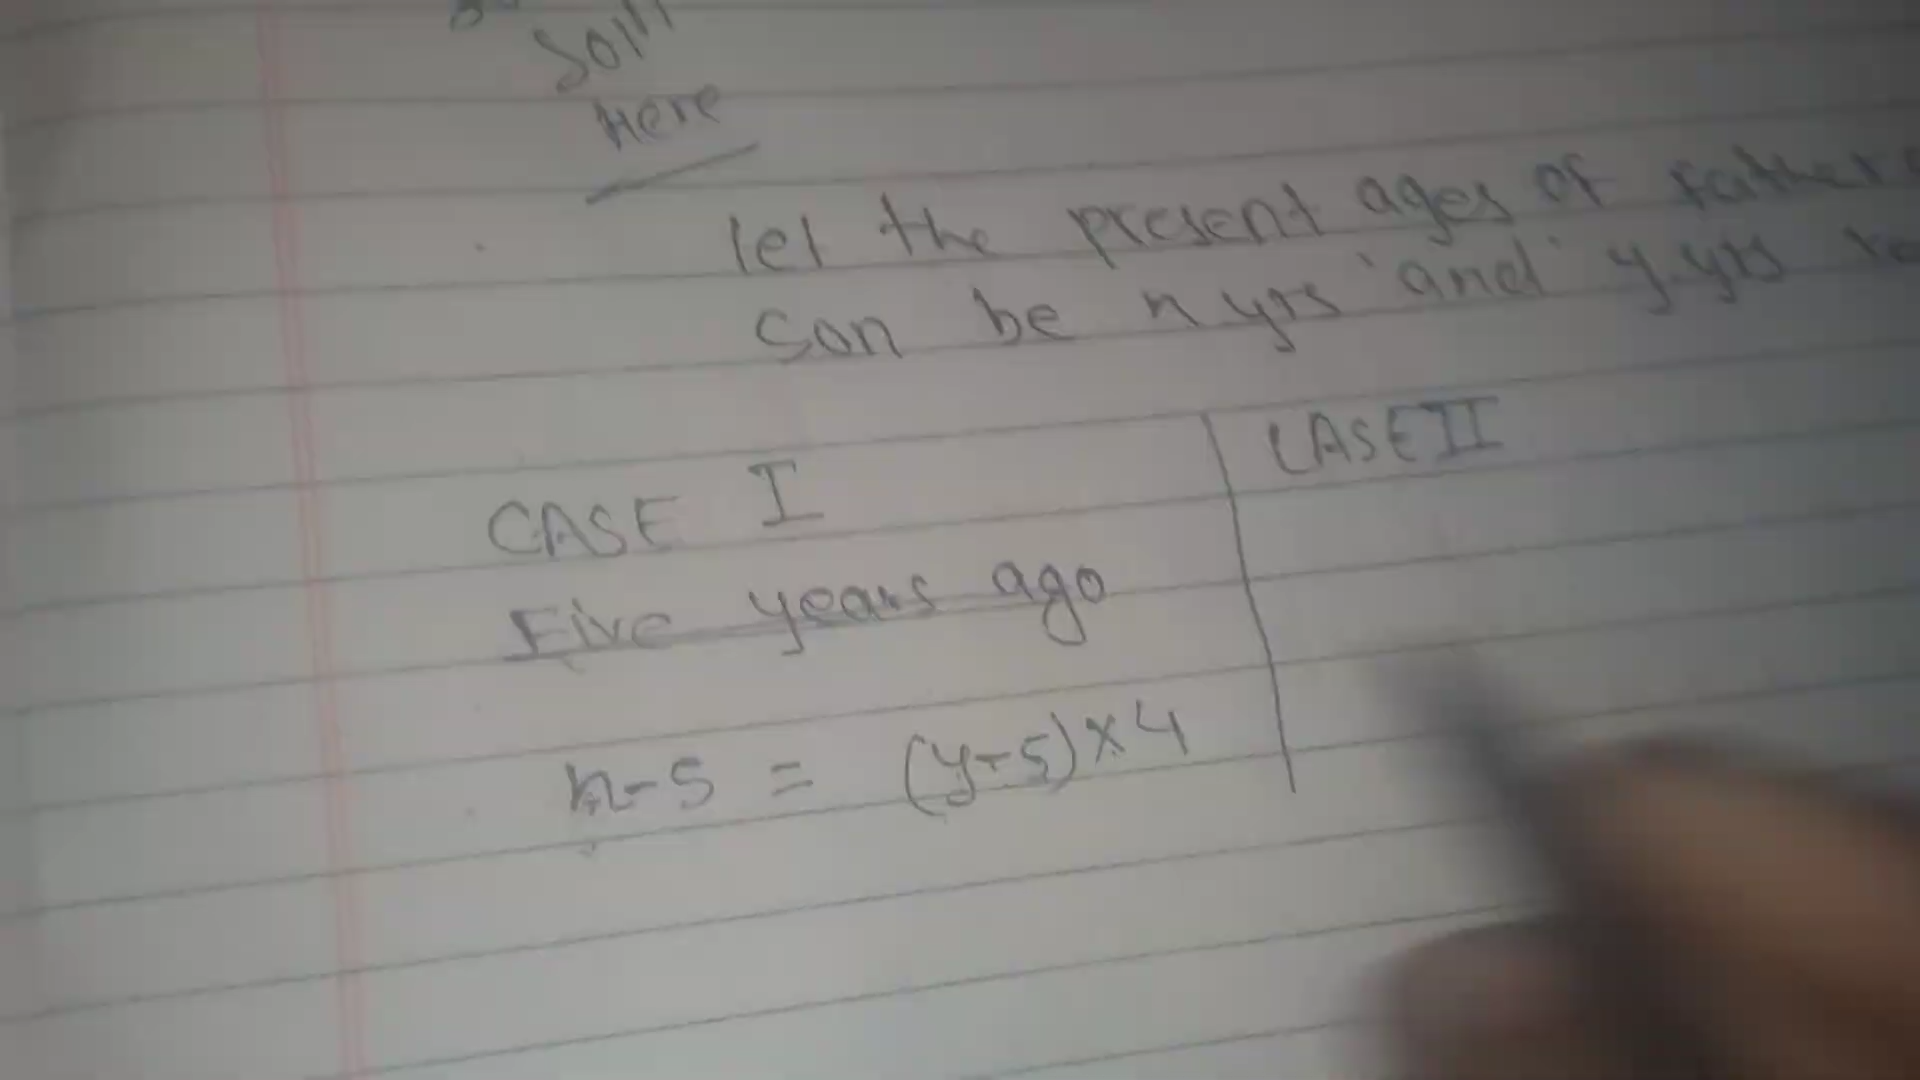 Soln
Here
let the present ages of father
son be x yrs and y yrs
CASE I
CASE II
Five years ago
x-5 = (y-5)×4